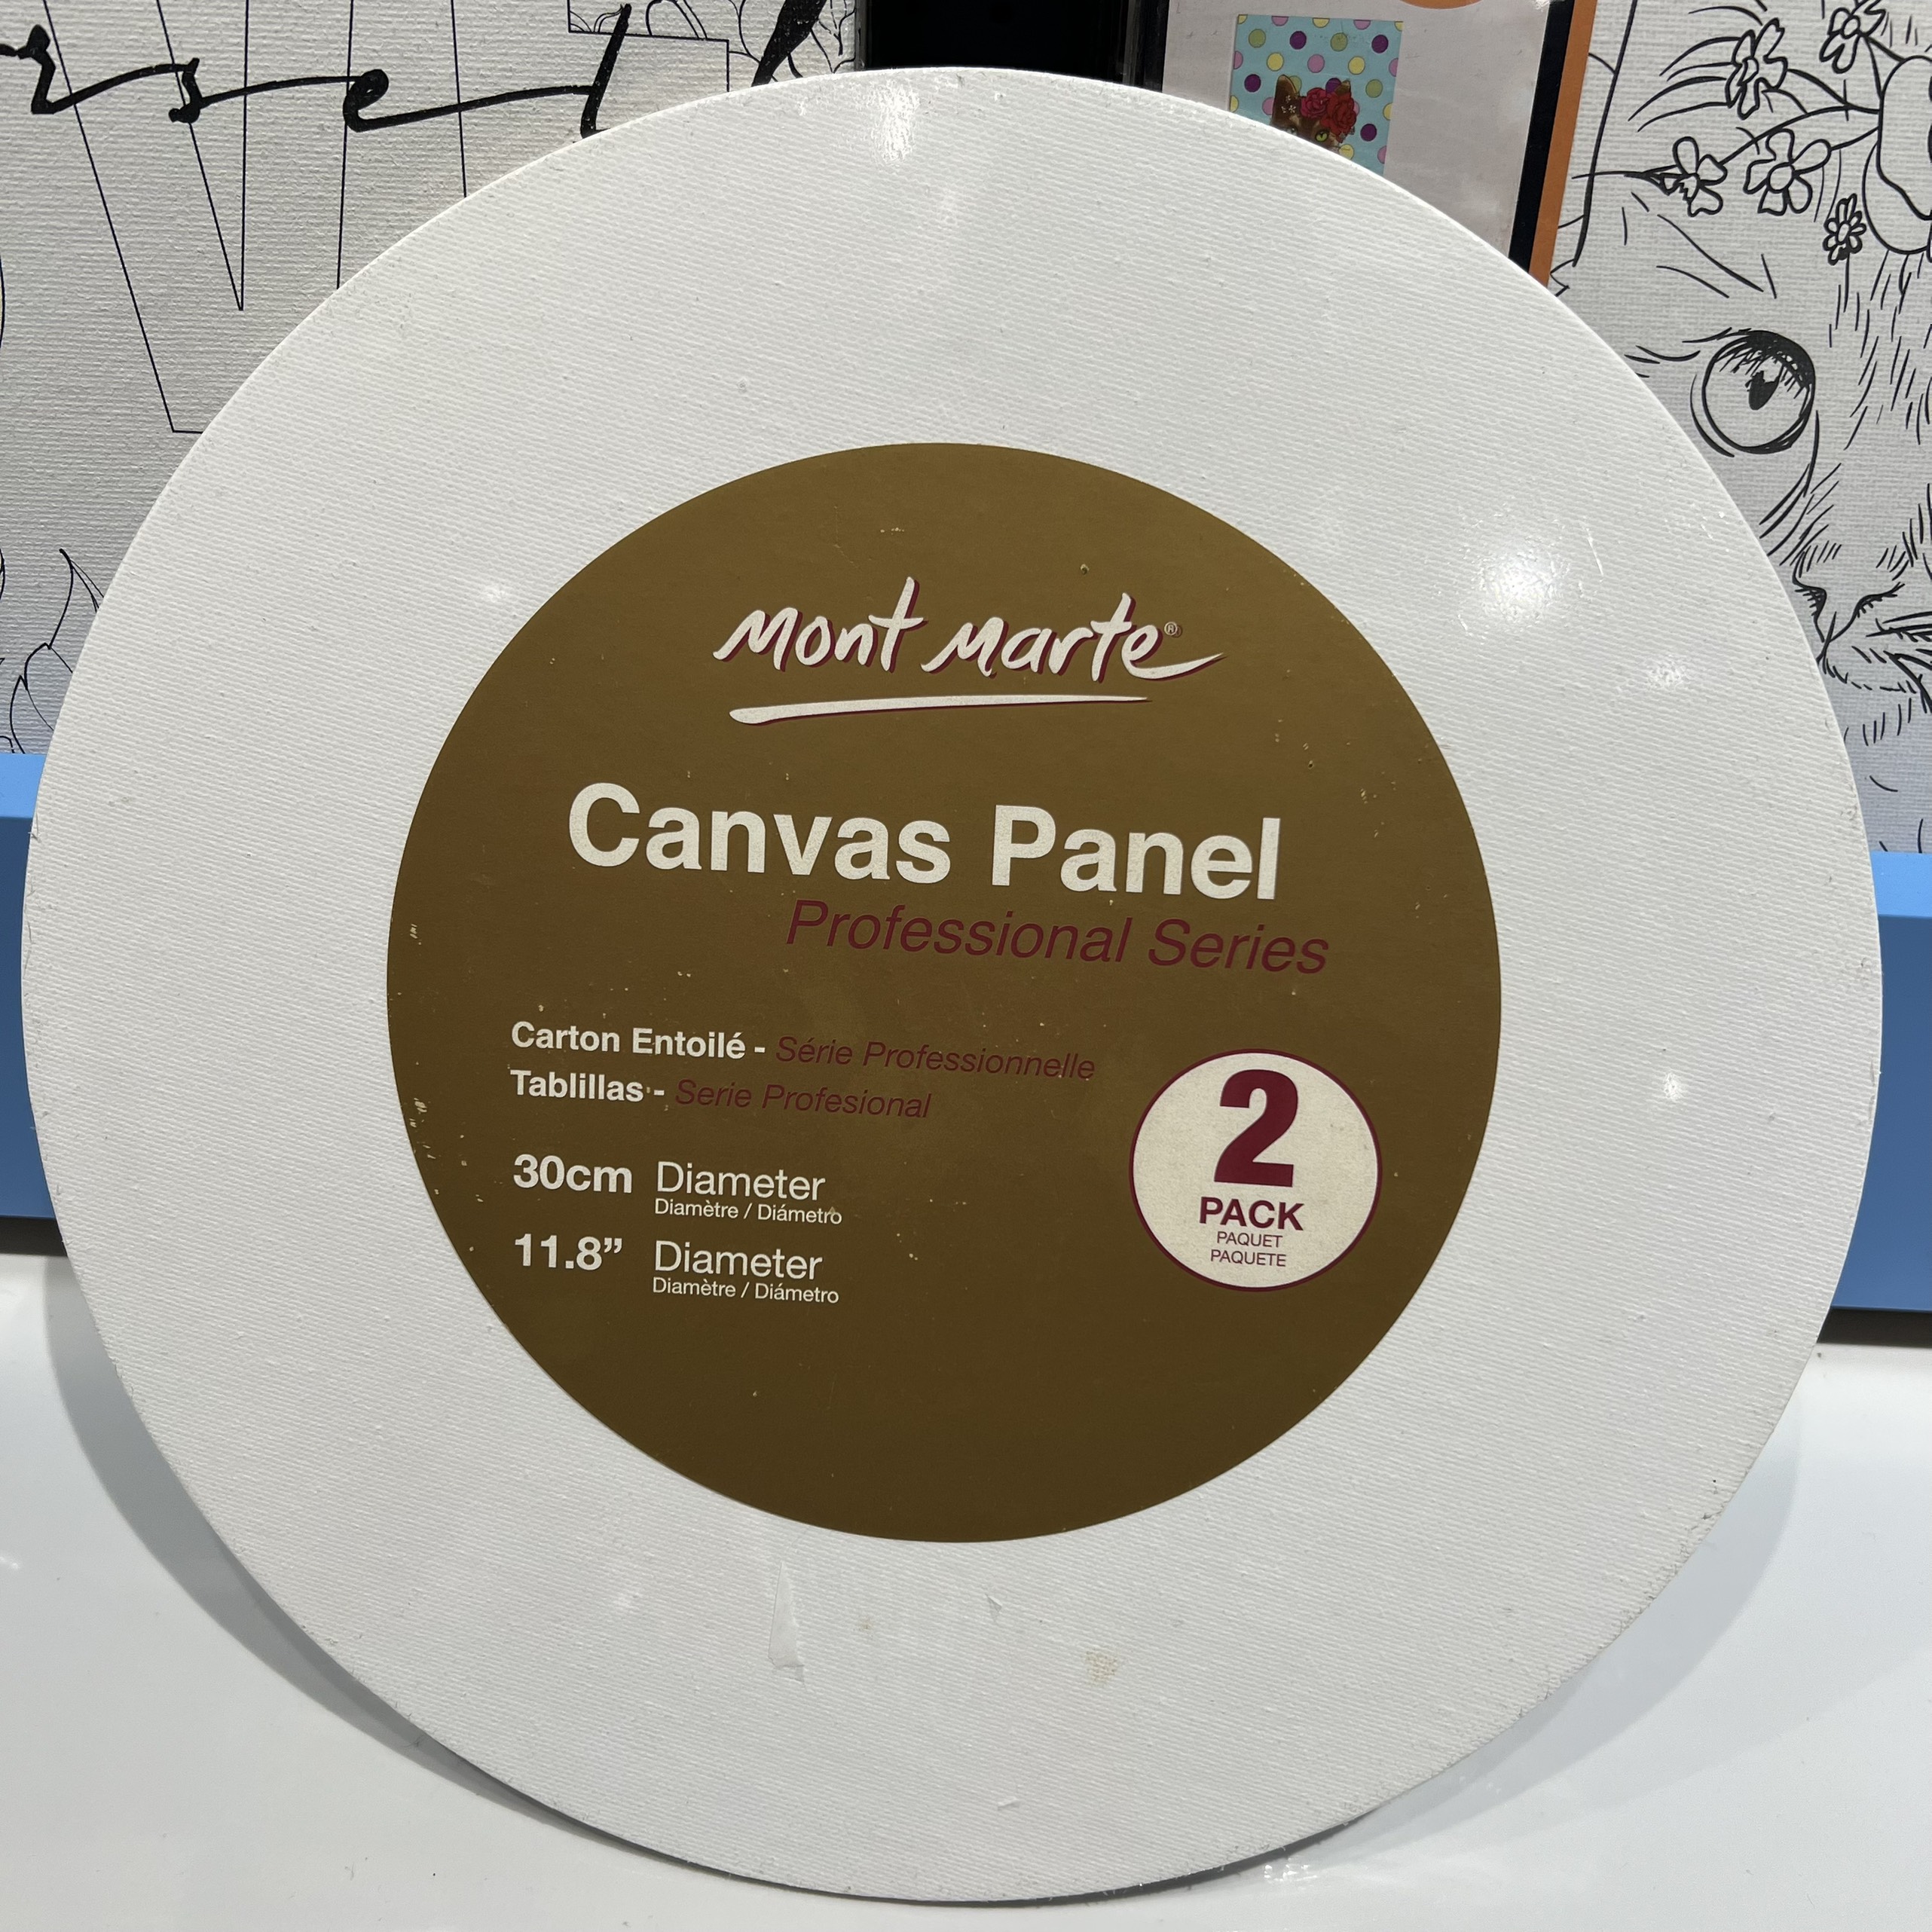 Mont Marte®
Canvas Panel
Professional Series
Carton Entoilé - Série Professionnelle
Tablillas - Serie Profesional
30cm Diameter
Diamètre / Diámetro
11.8” Diameter
Diamètre / Diámetro
2
PACK
PAQUET
PAQUETE